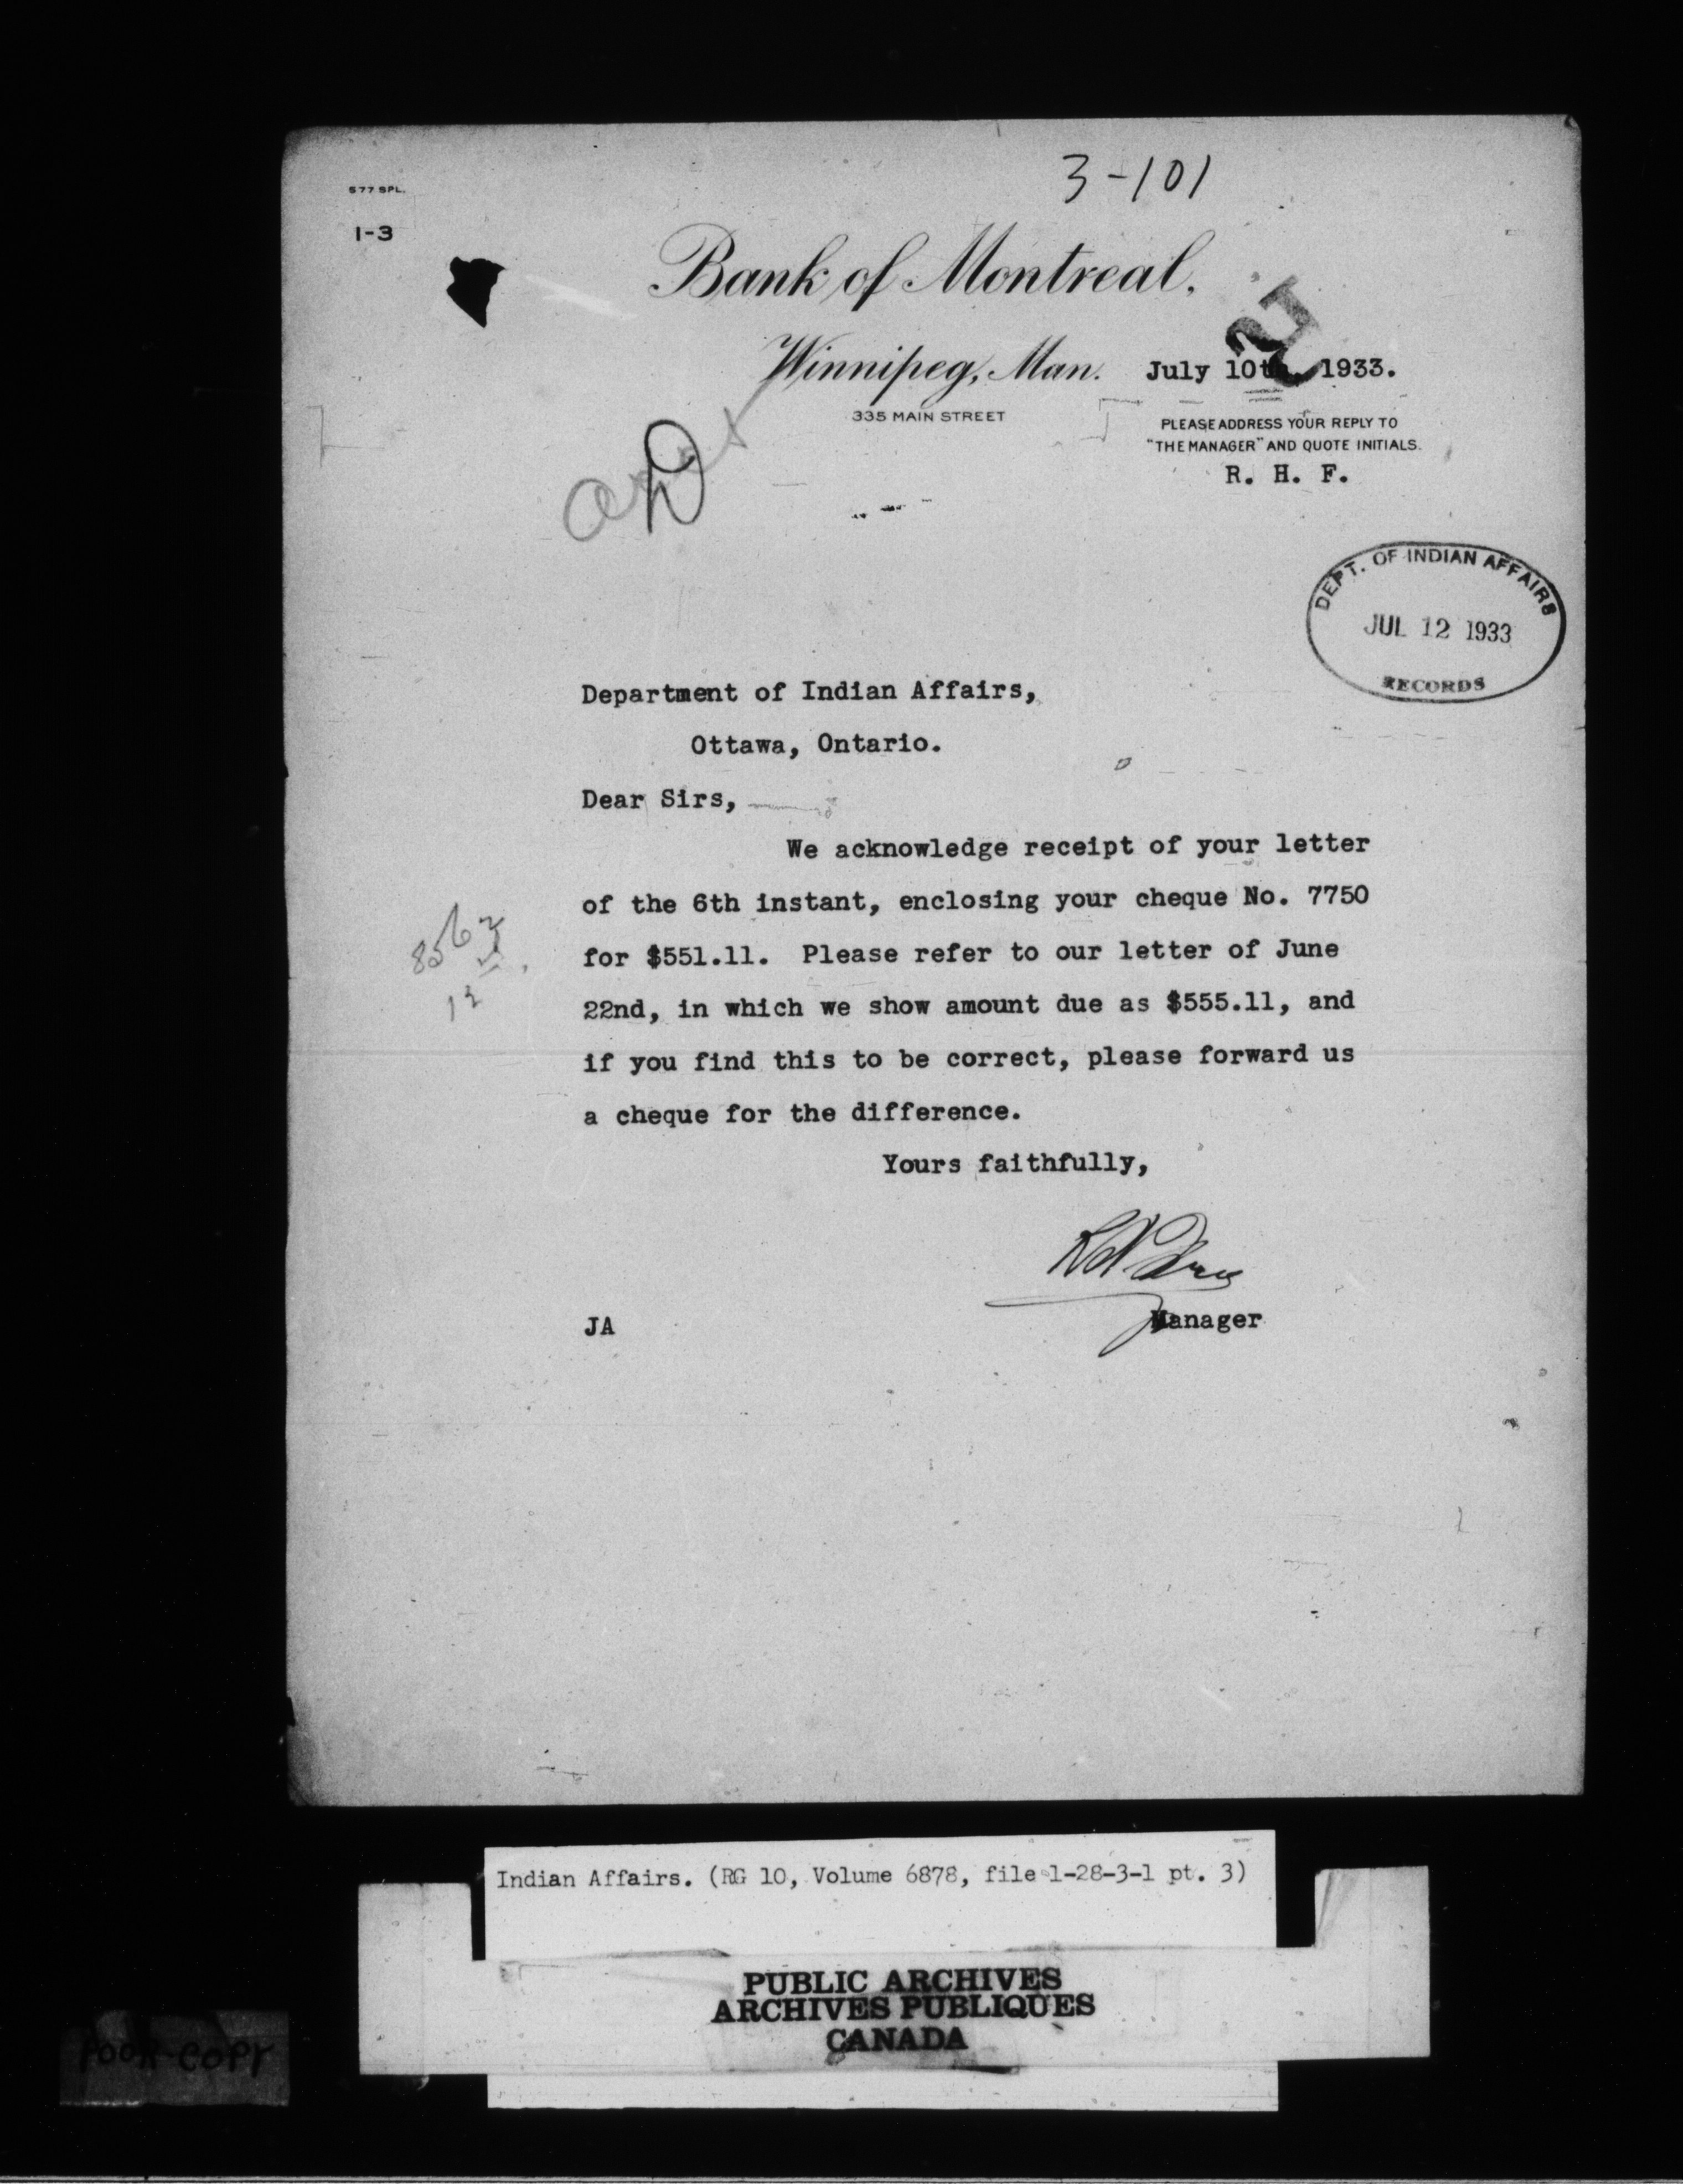 577 SPL.
1-3
3-101
Bank of Montreal,
Winnipeg, Man. July 10th, 1933.
335 MAIN STREET
PLEASE ADDRESS YOUR REPLY TO
"THE MANAGER" AND QUOTE INITIALS.
R. H. F.
DEPT. OF INDIAN AFFAIRS
JUL 12 1933
RECORDS
Department of Indian Affairs,
Ottawa, Ontario.
Dear Sirs,
We acknowledge receipt of your letter
of the 6th instant, enclosing your cheque No. 7750
for $551.11. Please refer to our letter of June
22nd, in which we show amount due as $555.11, and
if you find this to be correct, please forward us
a cheque for the difference.
Yours faithfully,
Manager
JA
Indian Affairs. (RG 10, Volume 6878, file 1-28-3-1 pt. 3)
PUBLIC ARCHIVES
ARCHIVES PUBLIQUES
CANADA
POOR COPY